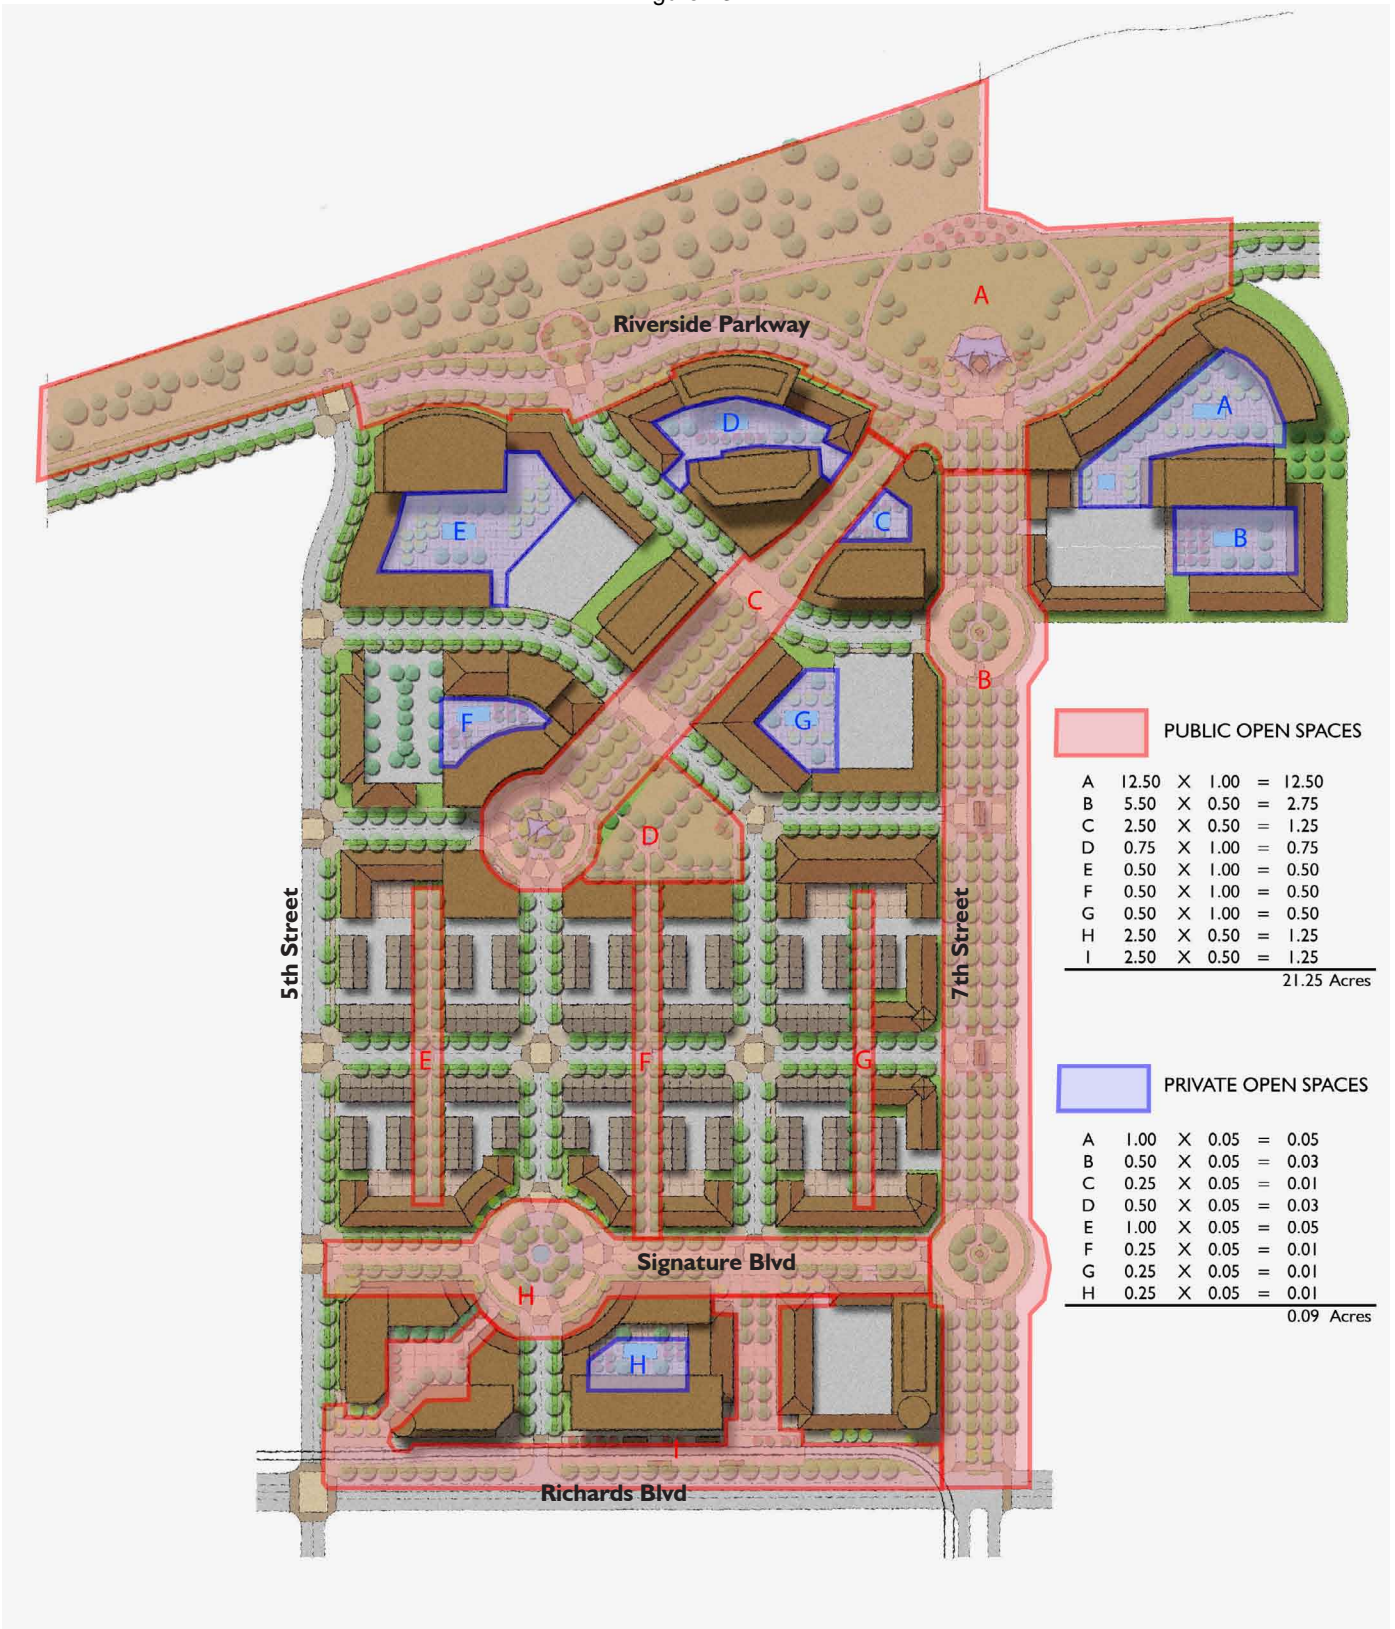 A
Riverside Parkway
D
A
C
E
B
C
B
F
G
PUBLIC OPEN SPACES
A 12.50 X 1.00 = 12.50
B 5.50 X 0.50 = 2.75
C 2.50 X 0.50 = 1.25
D 0.75 X 1.00 = 0.75
E 0.50 X 1.00 = 0.50
F 0.50 X 1.00 = 0.50
G 0.50 X 1.00 = 0.50
H 2.50 X 0.50 = 1.25
I 2.50 X 0.50 = 1.25
21.25 Acres
D
5th Street
7th Street
E
F
G
PRIVATE OPEN SPACES
A 1.00 X 0.05 = 0.05
B 0.50 X 0.05 = 0.03
C 0.25 X 0.05 = 0.01
D 0.50 X 0.05 = 0.03
E 1.00 X 0.05 = 0.05
F 0.25 X 0.05 = 0.01
G 0.25 X 0.05 = 0.01
H 0.25 X 0.05 = 0.01
0.09 Acres
Signature Blvd
H
H
I
Richards Blvd